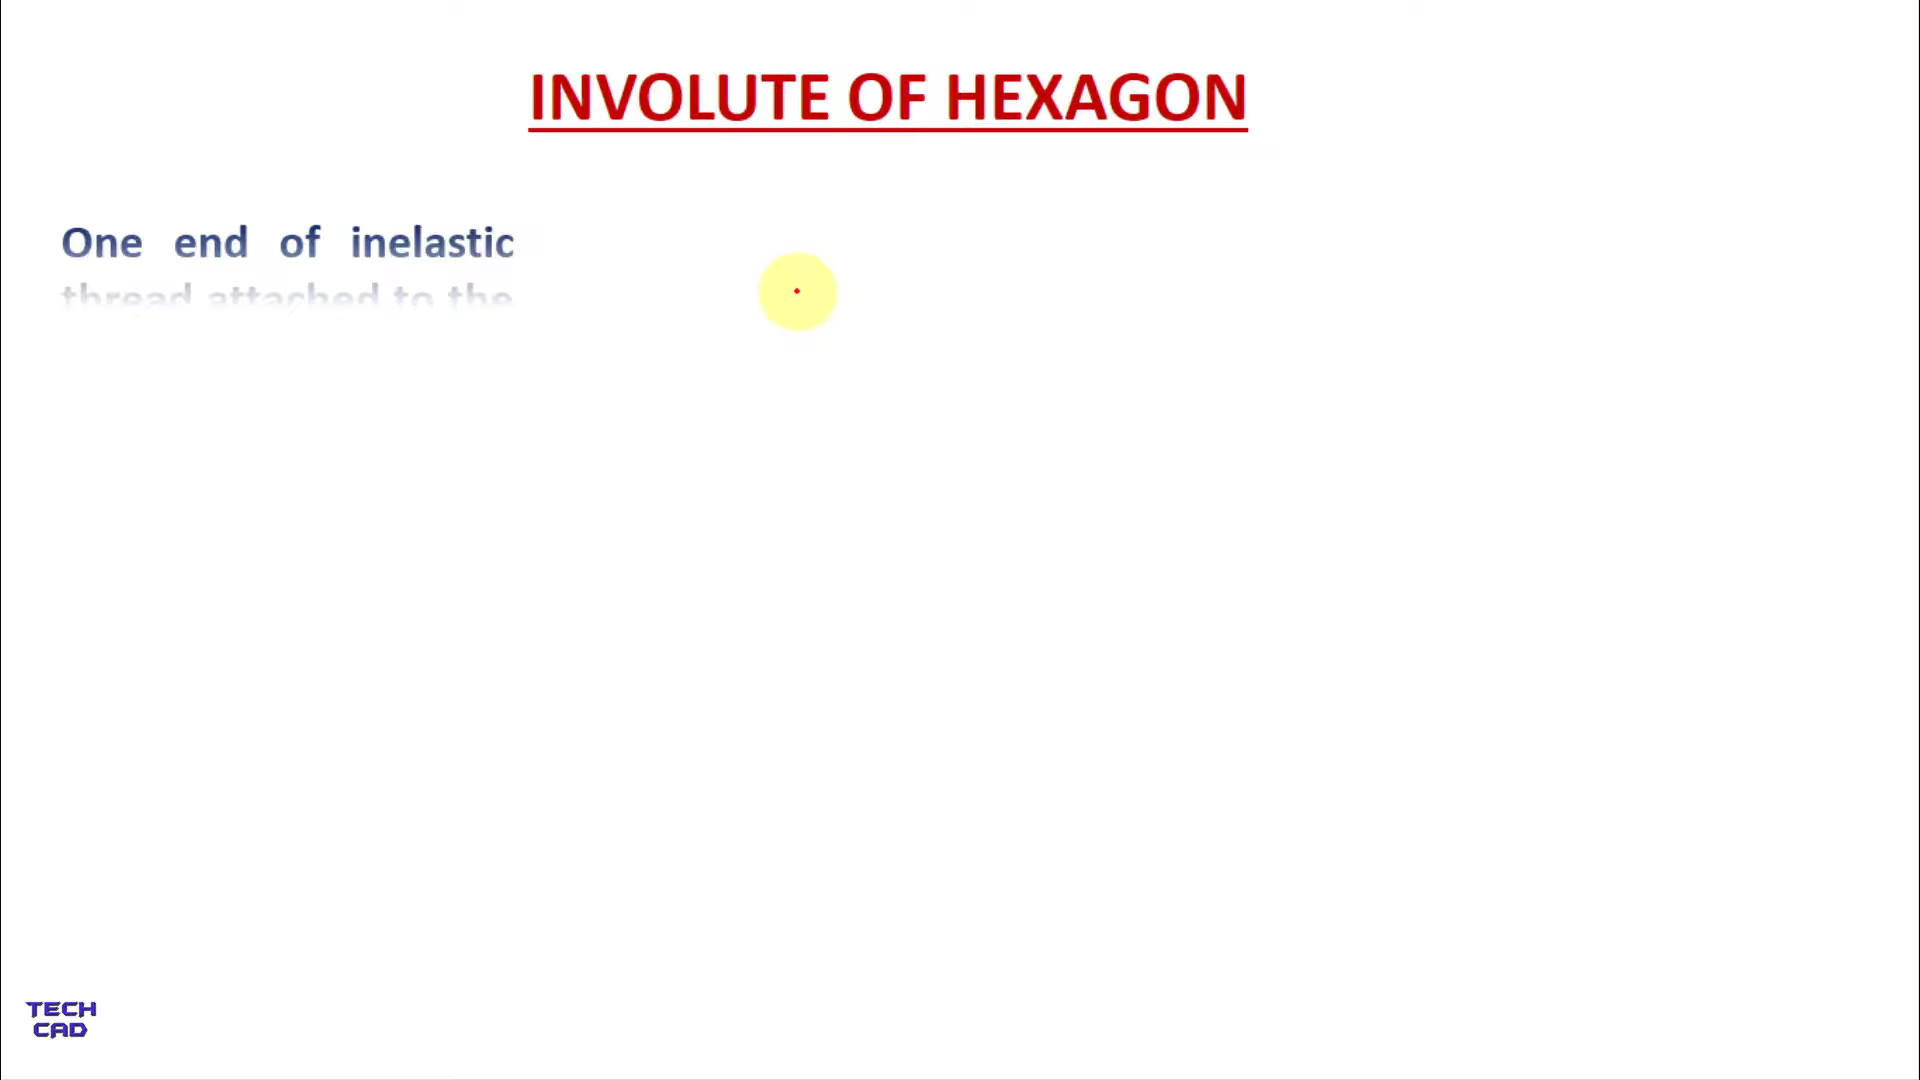 INVOLUTE OF HEXAGON
One end of inelastic
thread attached to the
TECH
CAD